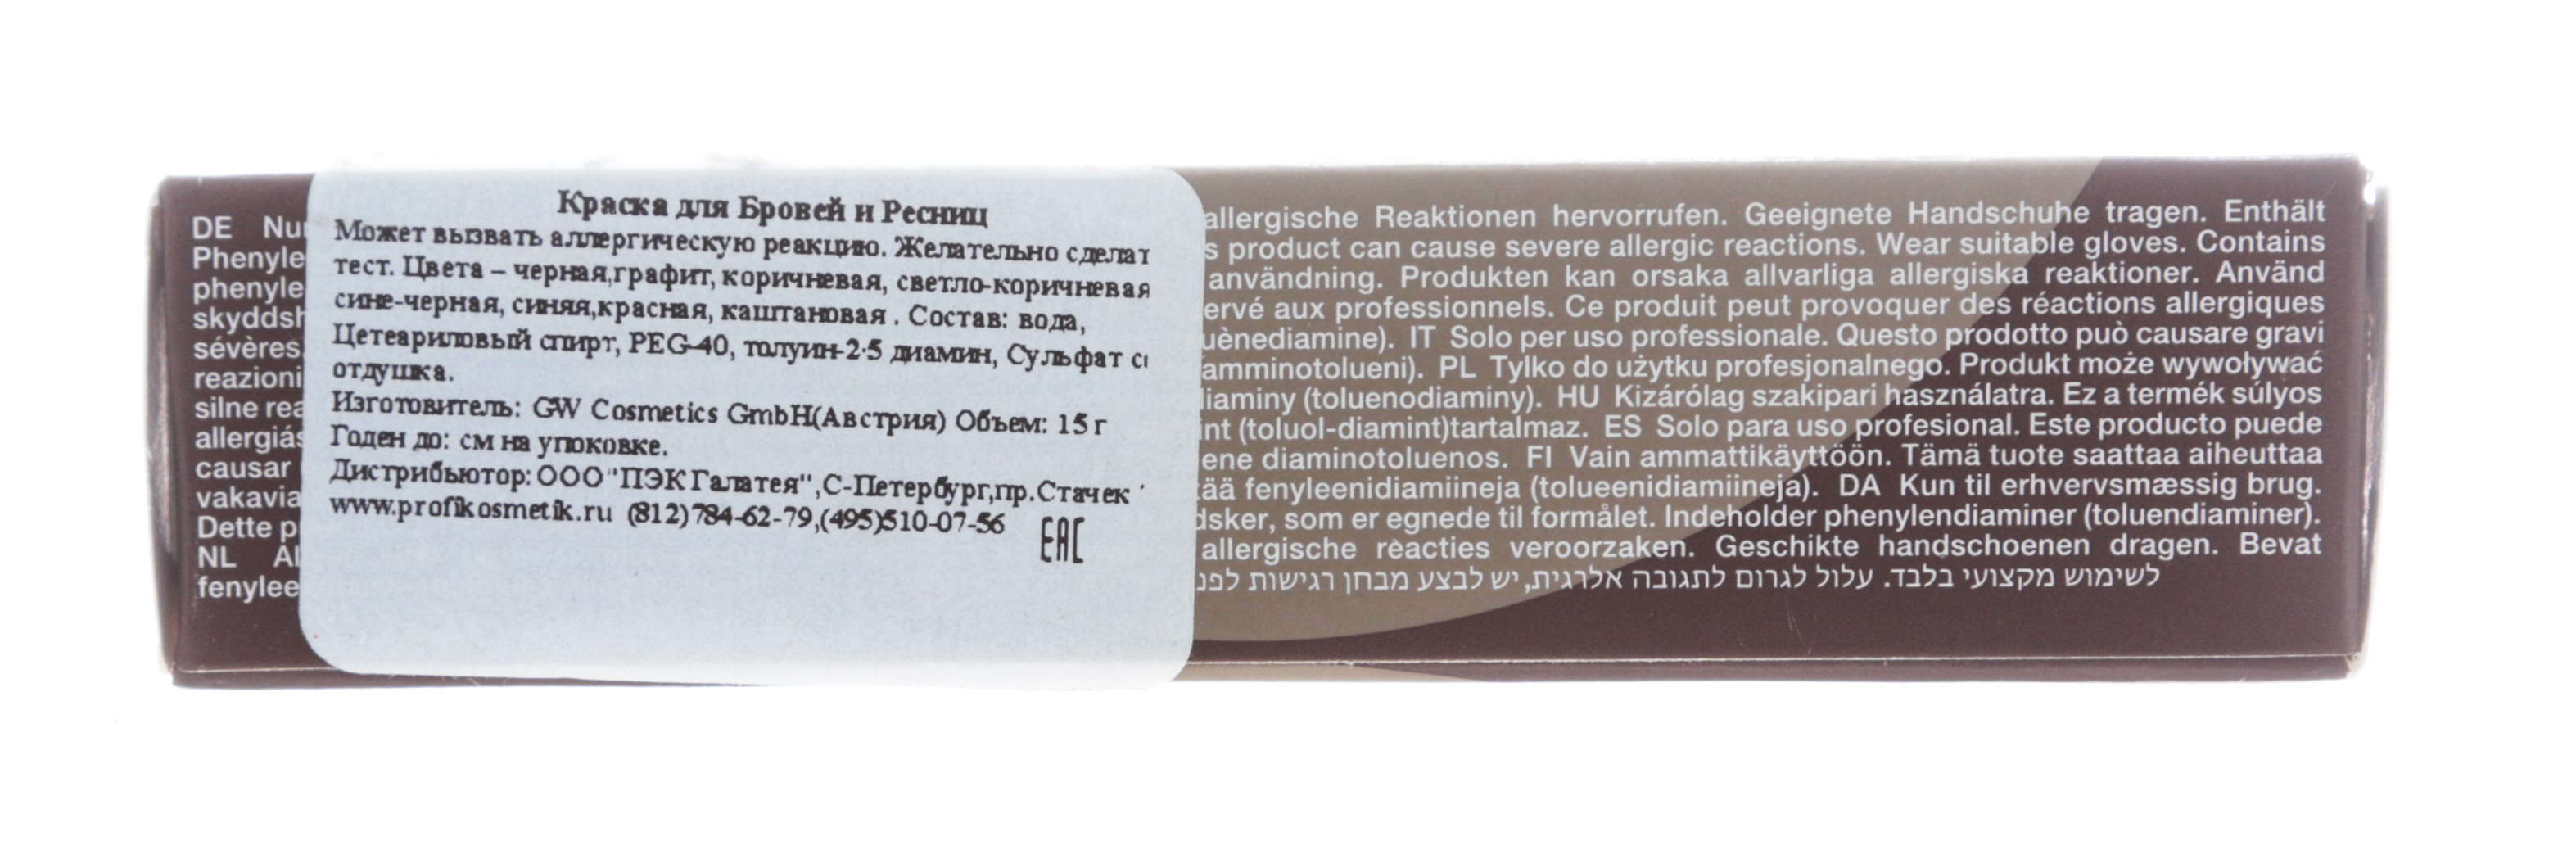 Краска для Бровей и Ресниц
Может вызвать аллергическую реакцию. Желательно сделат
тест. Цвета – черная,графит, коричневая, светло-коричневая
сине-черная, синяя,красная, каштановая . Состав: вода,
Цетеариловый спирт, PEG-40, толуин-2-5 диамин, Сульфат
отдушка.
Изготовитель: GW Cosmetics GmbH(Австрия) Объем: 15 г
Годен до: см на упоковке.
Дистрибьютор: ООО "ПЭК Галатея",С-Петербург,пр.Стачек
www.profikosmetik.ru (812)784-62-79,(495)510-07-56
EAC
DE allergische Reaktionen hervorrufen. Geeignete Handschuhe tragen. Enthält
Phenyle product can cause severe allergic reactions. Wear suitable gloves. Contains
phenyle användning. Produkten kan orsaka allvarliga allergiska reaktioner. Använd
skyddsh ervé aux professionnels. Ce produit peut provoquer des réactions allergiques
sévères. uènediamine). IT Solo per uso professionale. Questo prodotto può causare gravi
reazioni amminotolueni). PL Tylko do użytku profesjonalnego. Produkt może wywoływać
silne rea iaminy (toluenodiaminy). HU Kizárólag szakipari használatra. Ez a termék súlyos
allergiás int (toluol-diamint)tartalmaz. ES Solo para uso profesional. Este producto puede
causar ene diaminotoluenos. FI Vain ammattikäyttöön. Tämä tuote saattaa aiheuttaa
vakavia ää fenyleenidiamiineja (tolueenidiamiineja). DA Kun til erhvervsmæssig brug.
Dette p dsker, som er egnede til formålet. Indeholder phenylendiaminer (toluendiaminer).
NL allergische reacties veroorzaken. Geschikte handschoenen dragen. Bevat
fenylee לשימוש מקצועי בלבד. עלול לגרום לתגובה אלרגית,יש לבצע מבחן רגישות לפנ